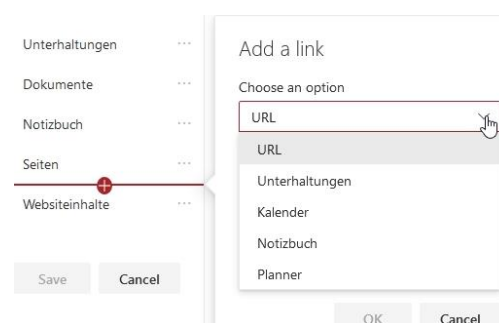 Unterhaltungen ...
Dokumente ...
Notizbuch ...
Seiten ...
Websiteinhalte ...
Save Cancel
Add a link
Choose an option
URL
URL
Unterhaltungen
Kalender
Notizbuch
Planner
OK Cancel